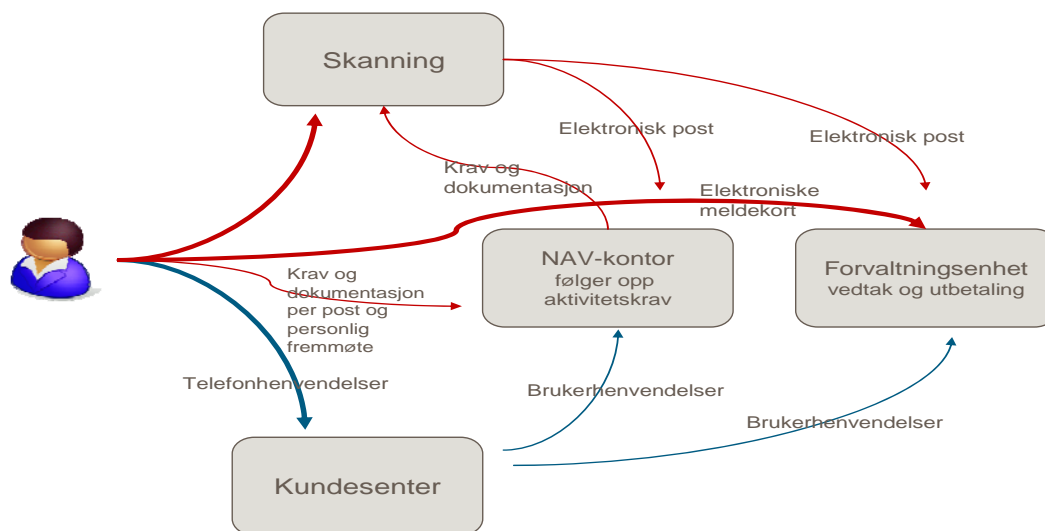 Skanning
Elektronisk post
Elektronisk post
Krav og
dokumentasjon
Elektroniske
meldekort
NAV-kontor
følger opp
aktivitetskrav
Forvaltningsenhet
vedtak og utbetaling
Krav og
dokumentasjon
per post og
personlig
fremmøte
Telefonhenvendelser
Brukerhenvendelser
Brukerhenvendelser
Kundesenter